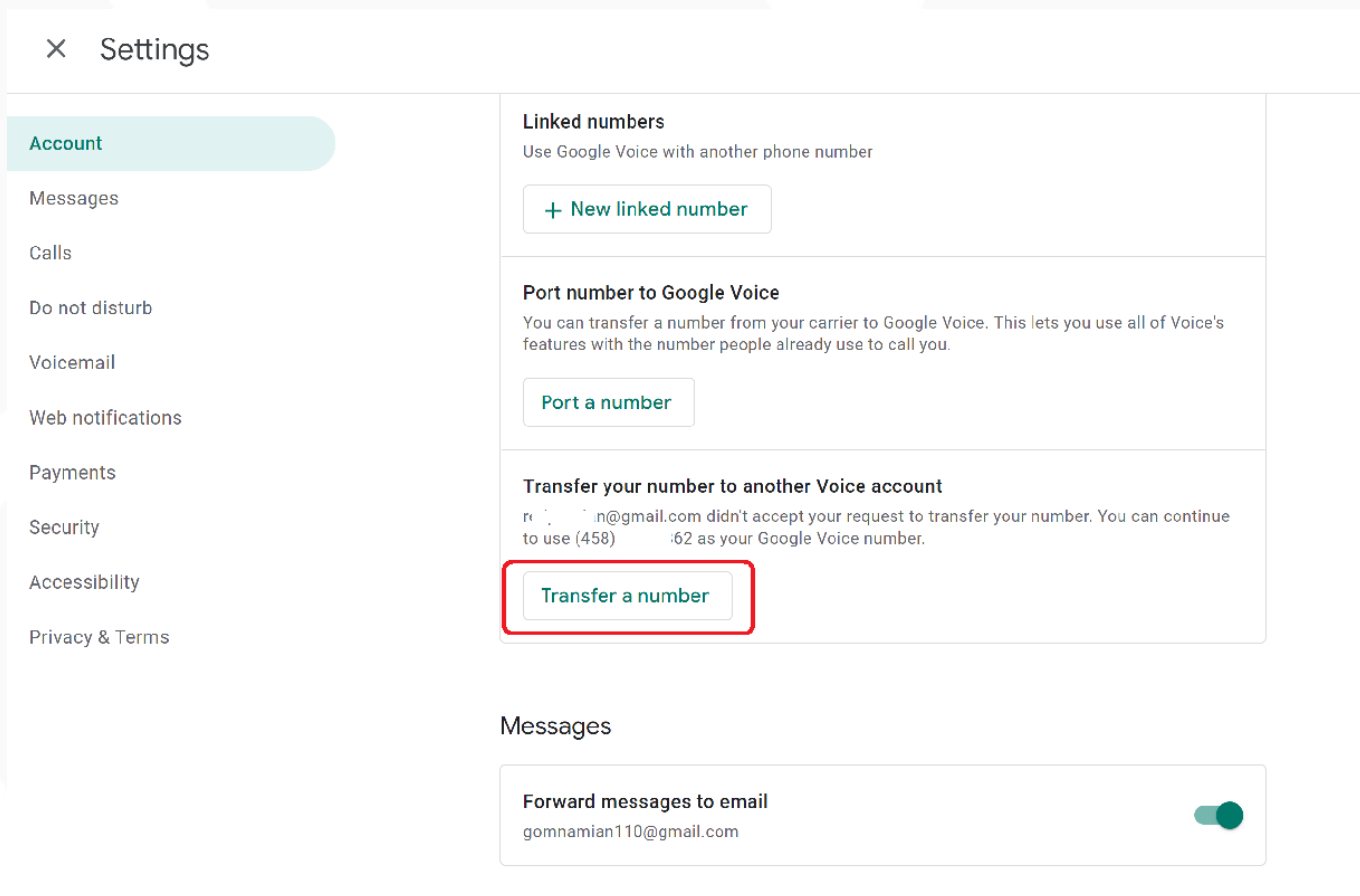 Settings
Account
Messages
Calls
Do not disturb
Voicemail
Web notifications
Payments
Security
Accessibility
Privacy & Terms
Linked numbers
Use Google Voice with another phone number
+ New linked number
Port number to Google Voice
You can transfer a number from your carrier to Google Voice. This lets you use all of Voice's
features with the number people already use to call you.
Port a number
Transfer your number to another Voice account
n@gmail.com didn't accept your request to transfer your number. You can continue
to use (458) 62 as your Google Voice number.
Transfer a number
Messages
Forward messages to email
gomnamian110@gmail.com